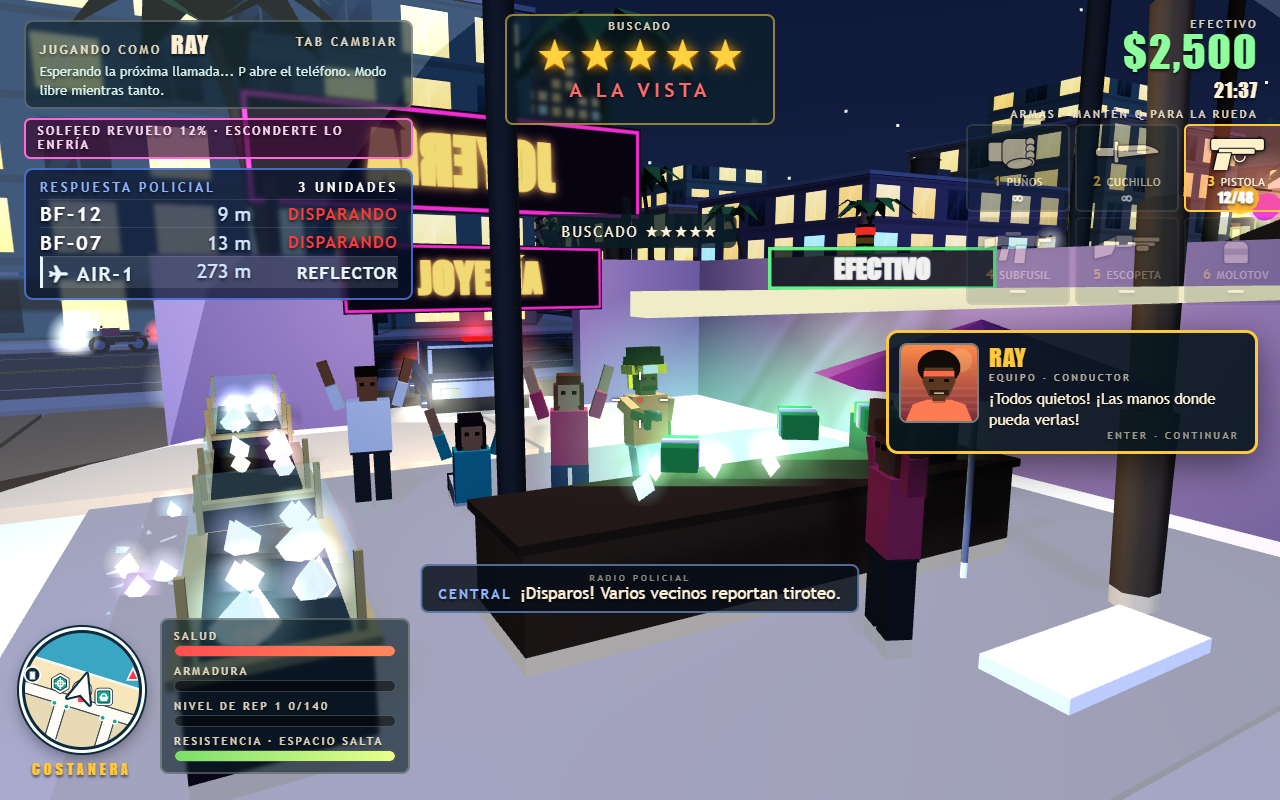 JUGANDO COMO RAY TAB CAMBIAR
Esperando la próxima llamada... P abre el teléfono. Modo
libre mientras tanto.
SOLFEED REVUELO 12% · ESCONDERTE LO
ENFRÍA
RESPUESTA POLICIAL 3 UNIDADES
BF-12 9 m DISPARANDO
BF-07 13 m DISPARANDO
AIR-1 273 m REFLECTOR
BUSCADO
★★★★★
A LA VISTA
EFECTIVO
$2,500
21:37
ARMAS · MANTÉN Q PARA LA RUEDA
1 PUÑOS
∞
2 CUCHILLO
∞
3 PISTOLA
12/48
4 SUBFUSIL
5 ESCOPETA
6 MOLOTOV
JOYERÍA
BUSCADO ★★★★★
JOYERÍA
EFECTIVO
RAY
EQUIPO · CONDUCTOR
¡Todos quietos! ¡Las manos donde
pueda verlas!
ENTER · CONTINUAR
RADIO POLICIAL
CENTRAL ¡Disparos! Varios vecinos reportan tiroteo.
SALUD
ARMADURA
NIVEL DE REP 1 0/140
RESISTENCIA · ESPACIO SALTA
COSTANERA